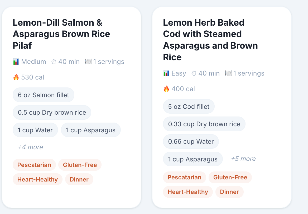 Lemon-Dill Salmon &
Asparagus Brown Rice
Pilaf
Medium 40 min 1 servings
530 cal
6 oz Salmon fillet
0.5 cup Dry brown rice
1 cup Water 1 cup Asparagus
+4 more
Pescatarian Gluten-Free
Heart-Healthy Dinner
Lemon Herb Baked
Cod with Steamed
Asparagus and Brown
Rice
Easy 40 min 1 servings
400 cal
5 oz Cod fillet
0.33 cup Dry brown rice
0.66 cup Water
1 cup Asparagus +5 more
Pescatarian Gluten-Free
Heart-Healthy Dinner